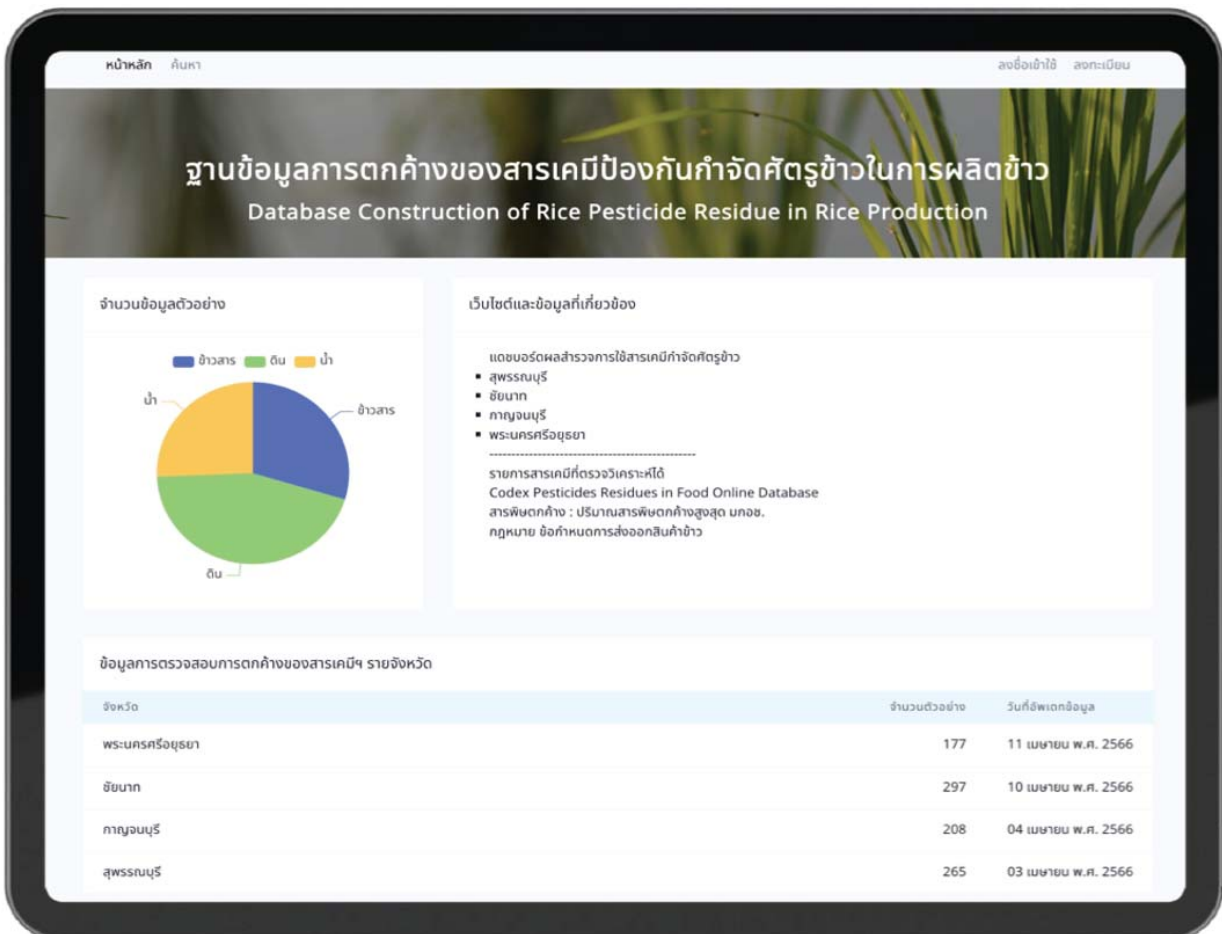 หน้าหลัก ค้นหา ลงชื่อเข้าใช้ ลงทะเบียน
ฐานข้อมูลการตกค้างของสารเคมีป้องกันกำจัดศัตรูข้าวในการผลิตข้าว
Database Construction of Rice Pesticide Residue in Rice Production
จำนวนข้อมูลตัวอย่าง
ข้าวสาร ดิน น้ำ
น้ำ
ข้าวสาร
ดิน
เว็บไซต์และข้อมูลที่เกี่ยวข้อง
แดชบอร์ดผลสำรวจการใช้สารเคมีกำจัดศัตรูข้าว
▪ สุพรรณบุรี
▪ ชัยนาท
▪ กาญจนบุรี
▪ พระนครศรีอยุธยา
-----------------------------------------------
รายการสารเคมีที่ตรวจวิเคราะห์ได้
Codex Pesticides Residues in Food Online Database
สารพิษตกค้าง : ปริมาณสารพิษตกค้างสูงสุด มกอช.
กฎหมาย ข้อกำหนดการส่งออกสินค้าข้าว
ข้อมูลการตรวจสอบการตกค้างของสารเคมีฯ รายจังหวัด
จังหวัด จำนวนตัวอย่าง วันที่อัพเดทข้อมูล
พระนครศรีอยุธยา 177 11 เมษายน พ.ศ. 2566
ชัยนาท 297 10 เมษายน พ.ศ. 2566
กาญจนบุรี 208 04 เมษายน พ.ศ. 2566
สุพรรณบุรี 265 03 เมษายน พ.ศ. 2566